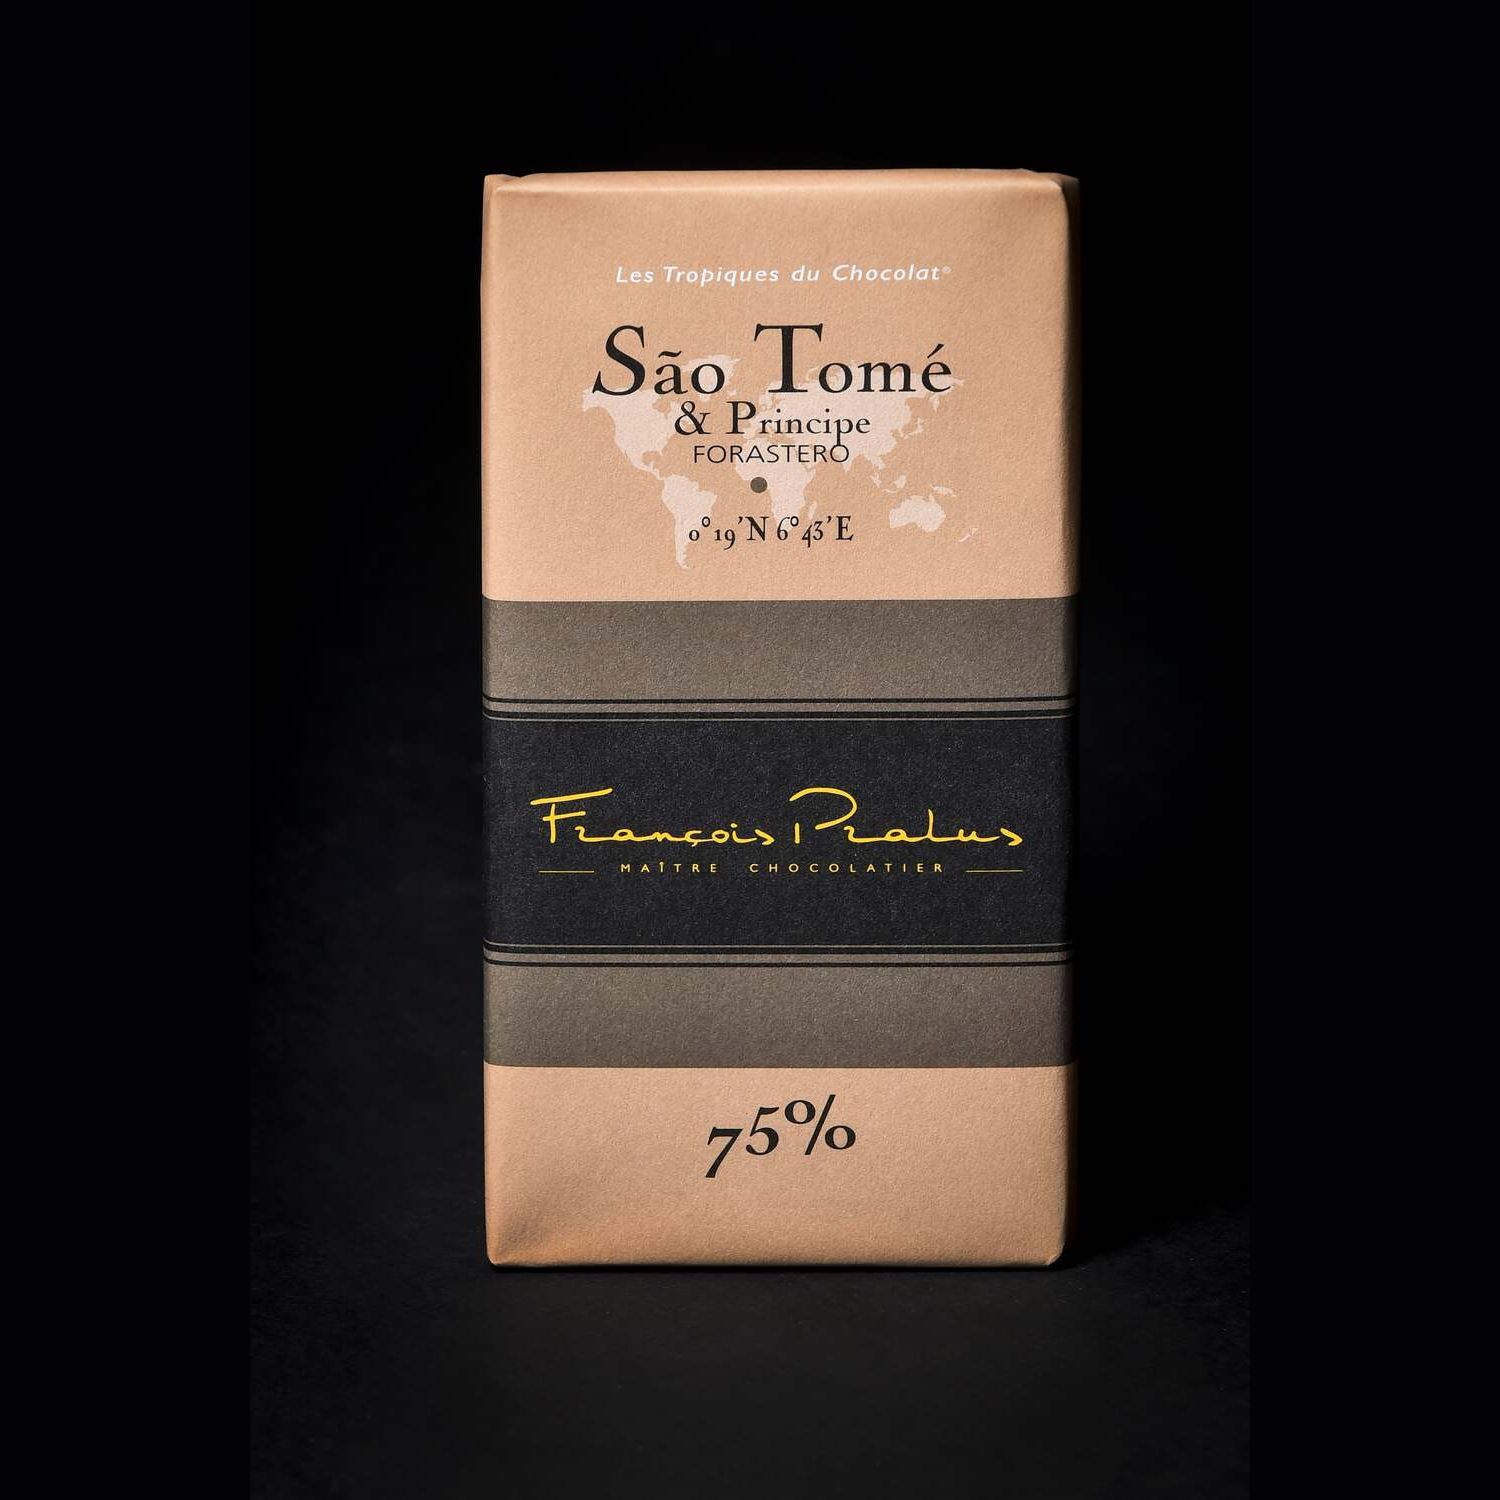 Les Tropiques du Chocolat®
São Tomé
& Principe
FORASTERO
0°19'N 6°43'E
François Pralus
MAÎTRE CHOCOLATIER
75%